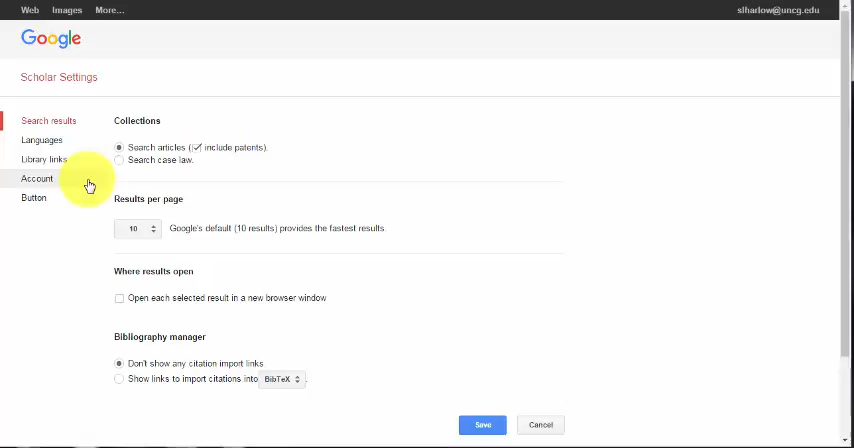 Web Images More... slharlow@uncg.edu
Google
Scholar Settings
Search results
Languages
Library links
Account
Button
Collections
Search articles (include patents).
Search case law.
Results per page
10 Google's default (10 results) provides the fastest results.
Where results open
Open each selected result in a new browser window
Bibliography manager
Don't show any citation import links.
Show links to import citations into BibTeX .
Save Cancel